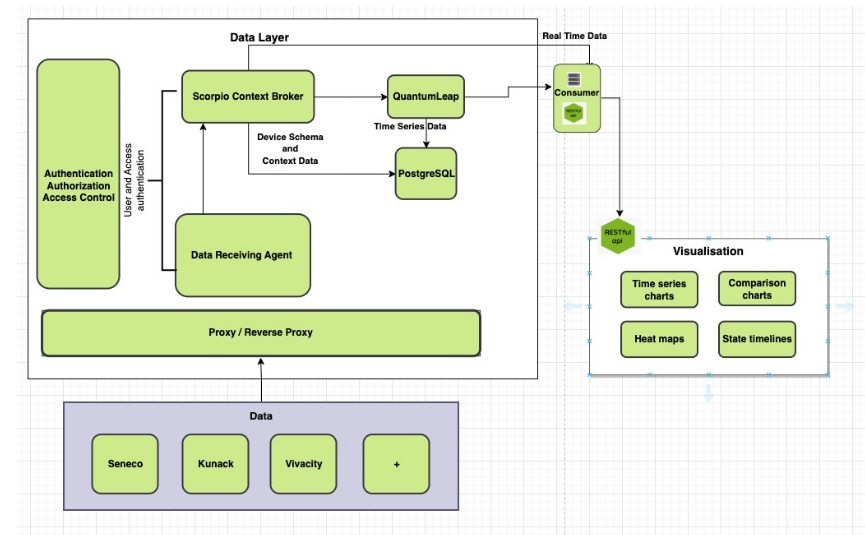 Data Layer
Real Time Data
Scorpio Context Broker
QuantumLeap
Consumer
RESTful
api
Time Series Data
Device Schema
and
Context Data
PostgreSQL
Authentication
Authorization
Access Control
User and Access
authentication
Data Receiving Agent
RESTful
api
Visualisation
Time series
charts
Comparison
charts
Heat maps
State timelines
Proxy / Reverse Proxy
Data
Seneco
Kunack
Vivacity
+